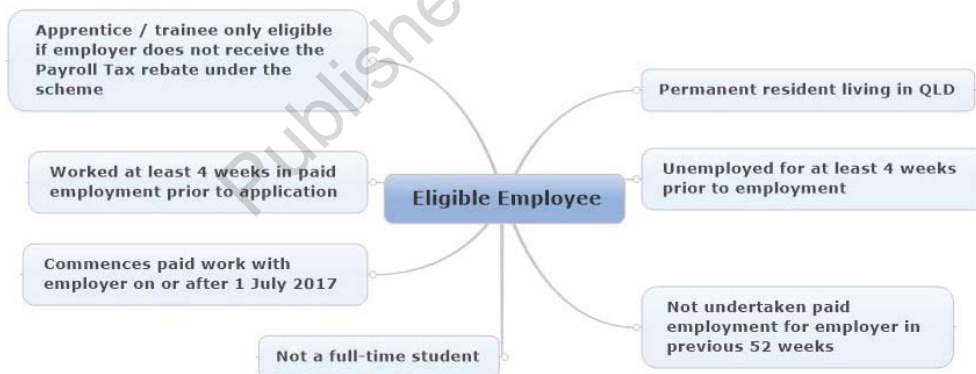 Apprentice / trainee only eligible
if employer does not receive the
Payroll Tax rebate under the
scheme
Worked at least 4 weeks in paid
employment prior to application
Commences paid work with
employer on or after 1 July 2017
Not a full-time student
Eligible Employee
Permanent resident living in QLD
Unemployed for at least 4 weeks
prior to employment
Not undertaken paid
employment for employer in
previous 52 weeks